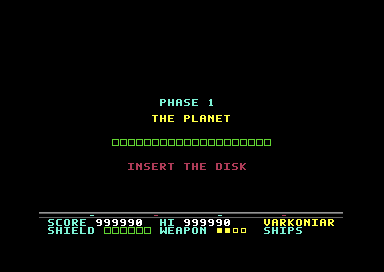 PHASE 1
THE PLANET
INSERT THE DISK
SCORE 999990 HI 999990 VARKONIAR
SHIELD WEAPON SHIPS